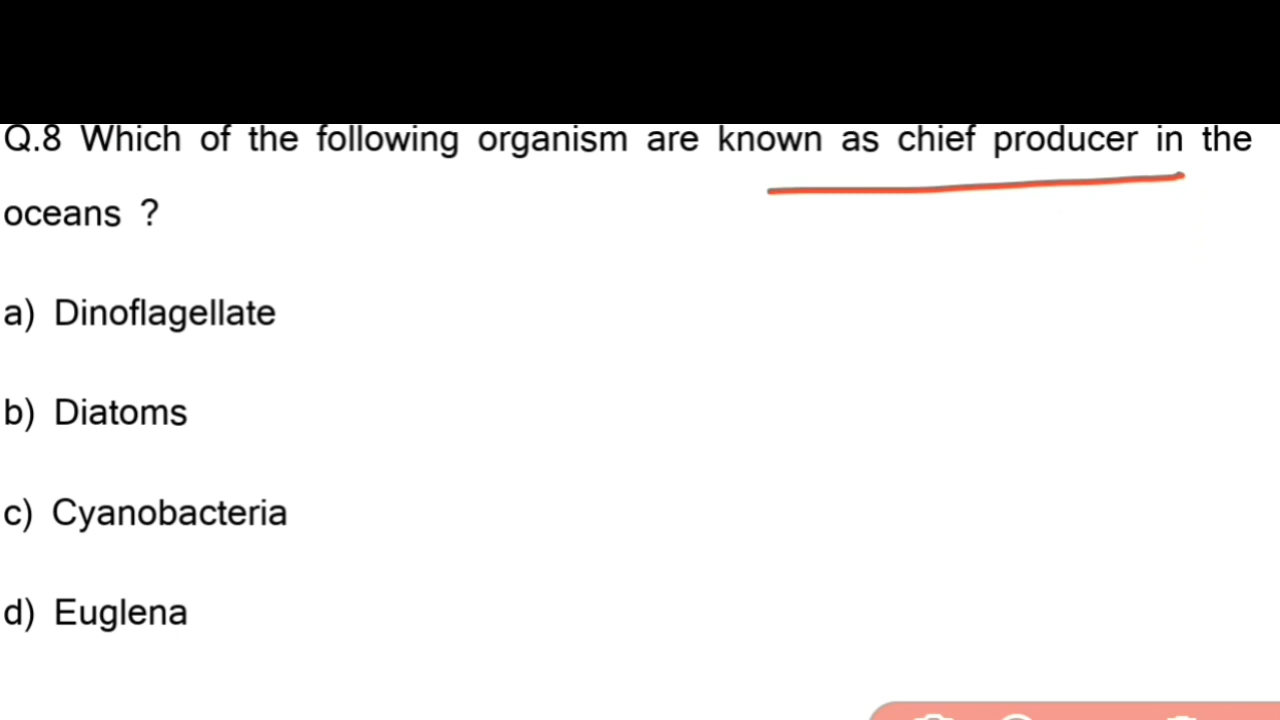 Q.8 Which of the following organism are known as chief producer in the
oceans ?
a) Dinoflagellate
b) Diatoms
c) Cyanobacteria
d) Euglena